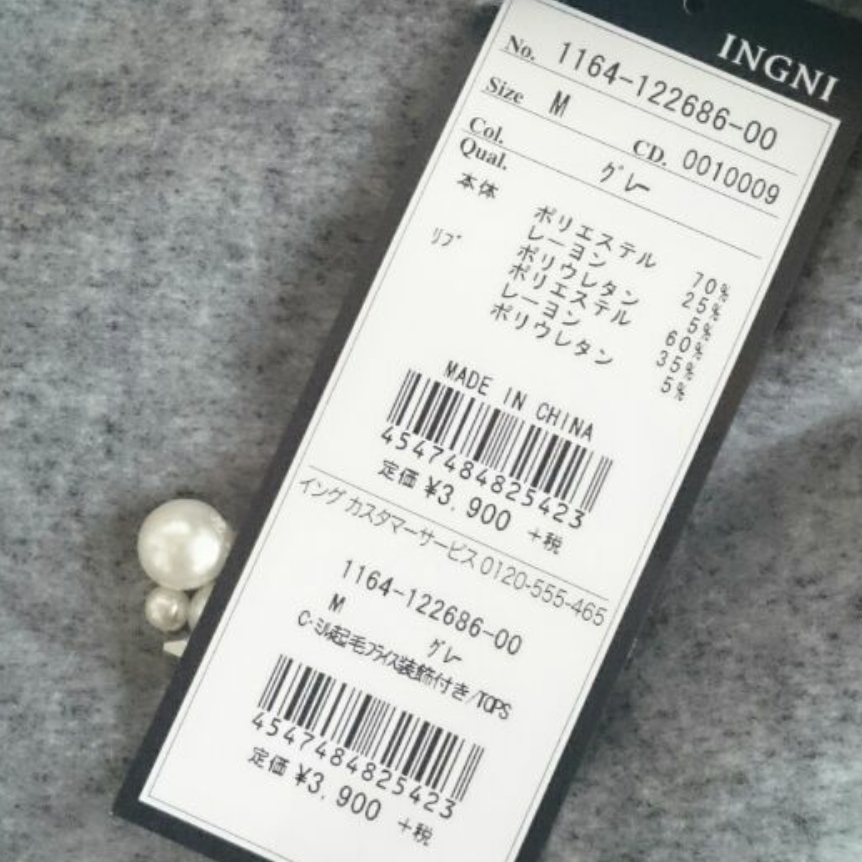 INGNI
No. 1164-122686-00
Size M
CD. 0010009
Col. グレー
Qual.
本体 ポリエステル 70%
レーヨン 25%
ポリウレタン 5%
リブ ポリエステル 60%
レーヨン 35%
ポリウレタン 5%
MADE IN CHINA
4547484825423
定価 ¥3,900 +税
イング カスタマーサービス 0120-555-465
1164-122686-00
M グレー
C・ミル起毛フライス装飾付き/TOPS
4547484825423
定価 ¥3,900 +税